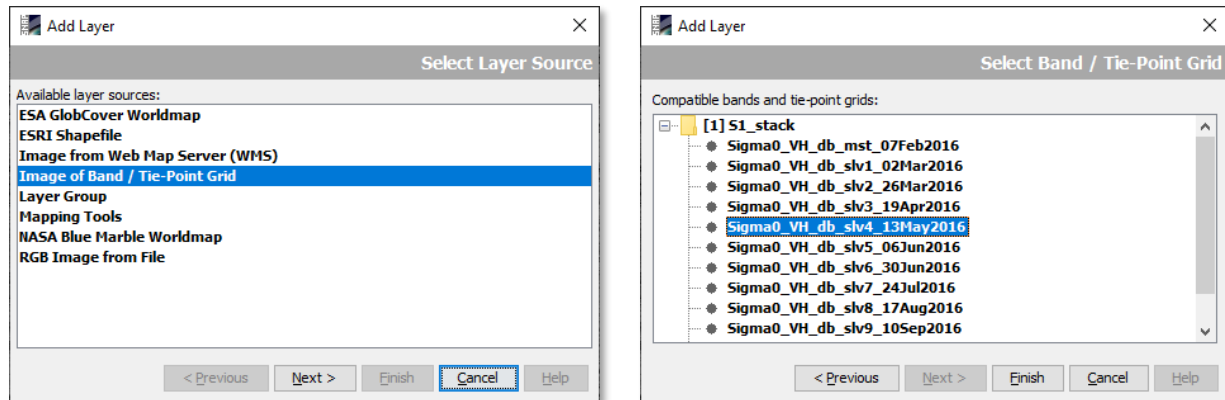 Add Layer
Select Layer Source
Available layer sources:
ESA GlobCover Worldmap
ESRI Shapefile
Image from Web Map Server (WMS)
Image of Band / Tie-Point Grid
Layer Group
Mapping Tools
NASA Blue Marble Worldmap
RGB Image from File
< Previous
Next >
Finish
Cancel
Help
Add Layer
Select Band / Tie-Point Grid
Compatible bands and tie-point grids:
[1] S1_stack
Sigma0_VH_db_mst_07Feb2016
Sigma0_VH_db_slv1_02Mar2016
Sigma0_VH_db_slv2_26Mar2016
Sigma0_VH_db_slv3_19Apr2016
Sigma0_VH_db_slv4_13May2016
Sigma0_VH_db_slv5_06Jun2016
Sigma0_VH_db_slv6_30Jun2016
Sigma0_VH_db_slv7_24Jul2016
Sigma0_VH_db_slv8_17Aug2016
Sigma0_VH_db_slv9_10Sep2016
< Previous
Next >
Finish
Cancel
Help